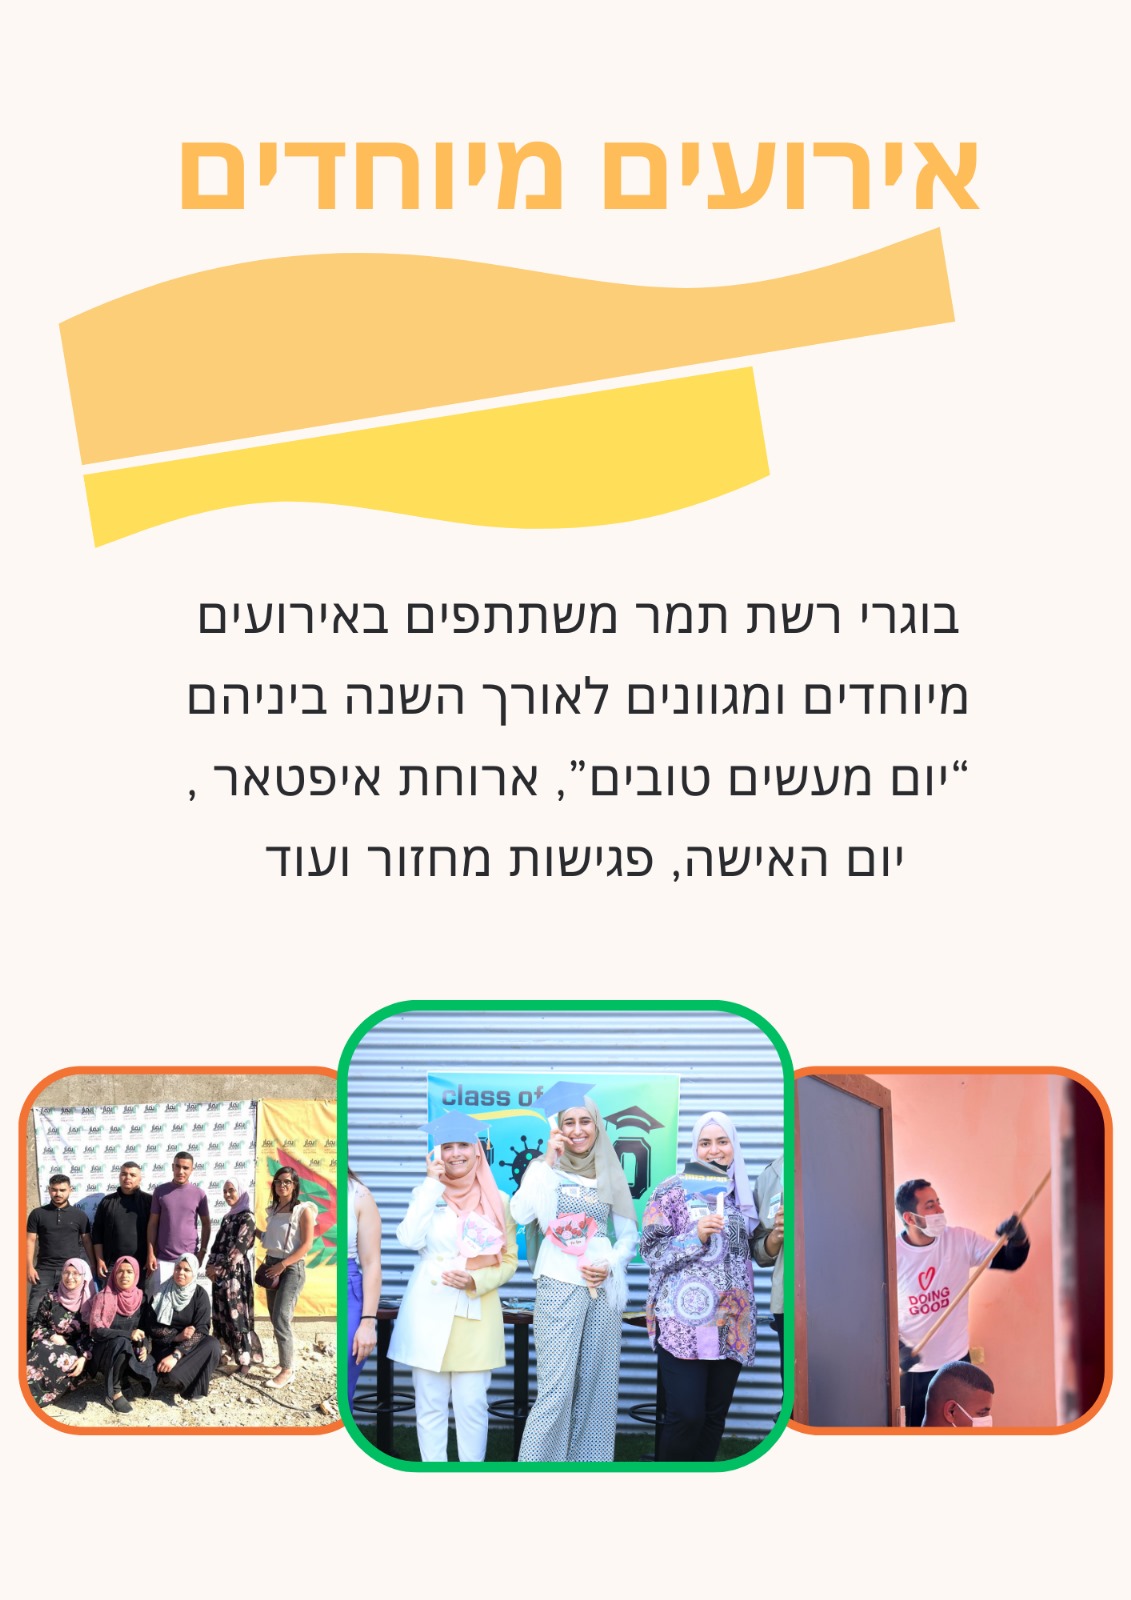 אירועים מיוחדים
בוגרי רשת תמר משתתפים באירועים
מיוחדים ומגוונים לאורך השנה ביניהם
“יום מעשים טובים”, ארוחת איפטאר ,
יום האישה, פגישות מחזור ועוד
class of
DOING
GOOD